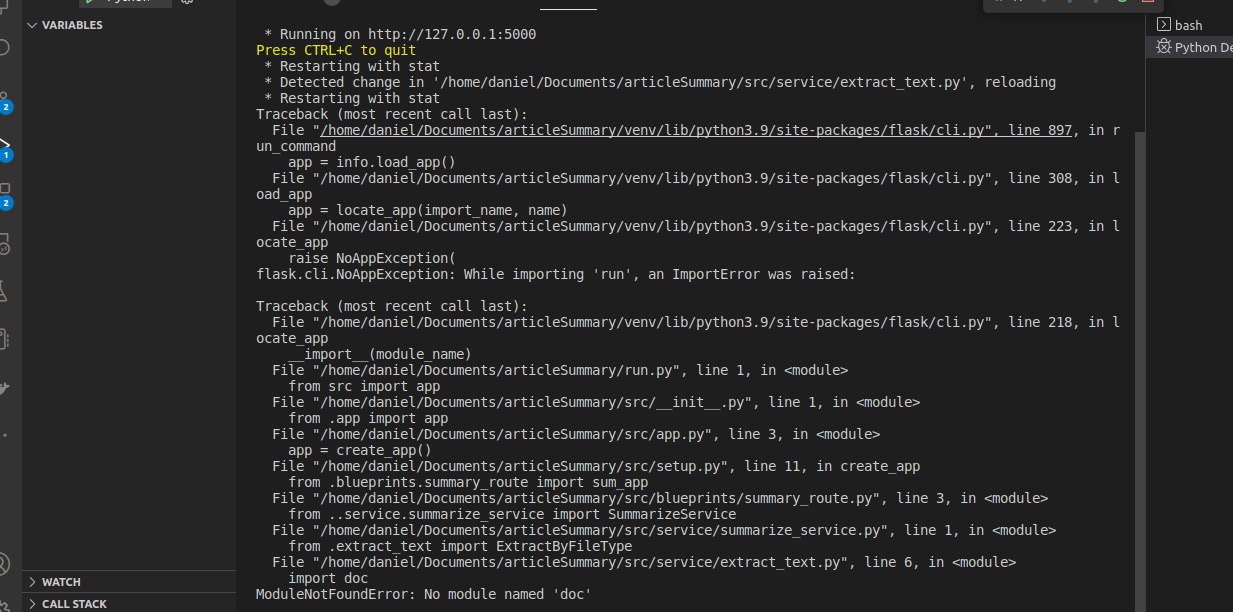 VARIABLES
* Running on http://127.0.0.1:5000
Press CTRL+C to quit
* Restarting with stat
* Detected change in '/home/daniel/Documents/articleSummary/src/service/extract_text.py', reloading
* Restarting with stat
Traceback (most recent call last):
File "/home/daniel/Documents/articleSummary/venv/lib/python3.9/site-packages/flask/cli.py", line 897, in r
un_command
app = info.load_app()
File "/home/daniel/Documents/articleSummary/venv/lib/python3.9/site-packages/flask/cli.py", line 308, in l
oad_app
app = locate_app(import_name, name)
File "/home/daniel/Documents/articleSummary/venv/lib/python3.9/site-packages/flask/cli.py", line 223, in l
ocate_app
raise NoAppException(
flask.cli.NoAppException: While importing 'run', an ImportError was raised:
Traceback (most recent call last):
File "/home/daniel/Documents/articleSummary/venv/lib/python3.9/site-packages/flask/cli.py", line 218, in l
ocate_app
__import__(module_name)
File "/home/daniel/Documents/articleSummary/run.py", line 1, in <module>
from src import app
File "/home/daniel/Documents/articleSummary/src/__init__.py", line 1, in <module>
from .app import app
File "/home/daniel/Documents/articleSummary/src/app.py", line 3, in <module>
app = create_app()
File "/home/daniel/Documents/articleSummary/src/setup.py", line 11, in create_app
from .blueprints.summary_route import sum_app
File "/home/daniel/Documents/articleSummary/src/blueprints/summary_route.py", line 3, in <module>
from ..service.summarize_service import SummarizeService
File "/home/daniel/Documents/articleSummary/src/service/summarize_service.py", line 1, in <module>
from .extract_text import ExtractByFileType
File "/home/daniel/Documents/articleSummary/src/service/extract_text.py", line 6, in <module>
import doc
ModuleNotFoundError: No module named 'doc'
bash
Python De
2
1
2
WATCH
CALL STACK